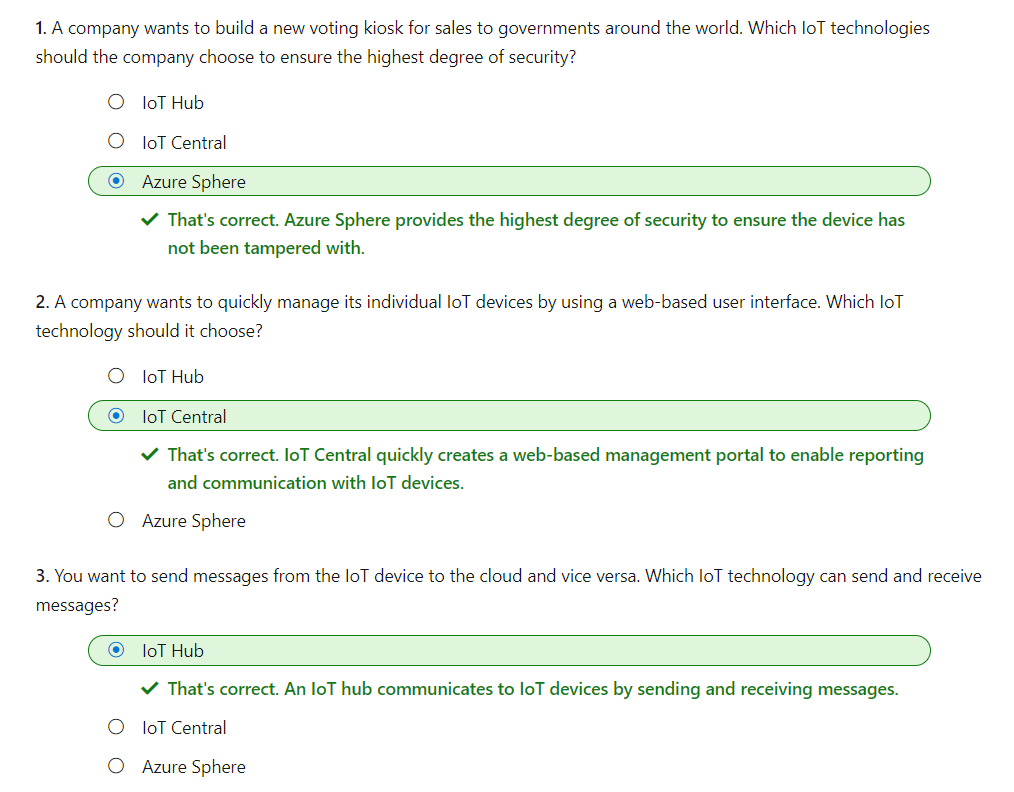 1. A company wants to build a new voting kiosk for sales to governments around the world. Which IoT technologies
should the company choose to ensure the highest degree of security?
IoT Hub
IoT Central
Azure Sphere
That's correct. Azure Sphere provides the highest degree of security to ensure the device has
not been tampered with.
2. A company wants to quickly manage its individual IoT devices by using a web-based user interface. Which IoT
technology should it choose?
IoT Hub
IoT Central
That's correct. IoT Central quickly creates a web-based management portal to enable reporting
and communication with IoT devices.
Azure Sphere
3. You want to send messages from the IoT device to the cloud and vice versa. Which IoT technology can send and receive
messages?
IoT Hub
That's correct. An IoT hub communicates to IoT devices by sending and receiving messages.
IoT Central
Azure Sphere